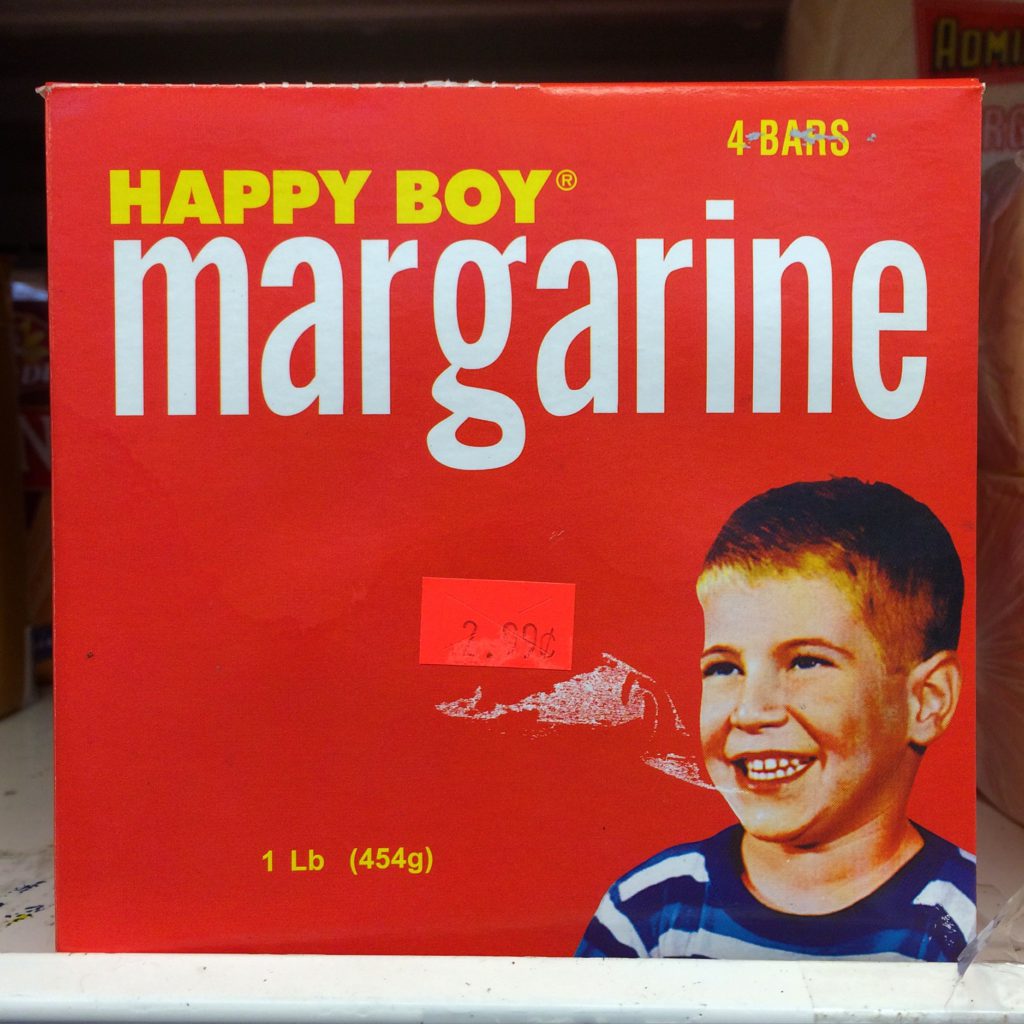 4 BARS
HAPPY BOY®
margarine
2.99¢
1 Lb (454g)